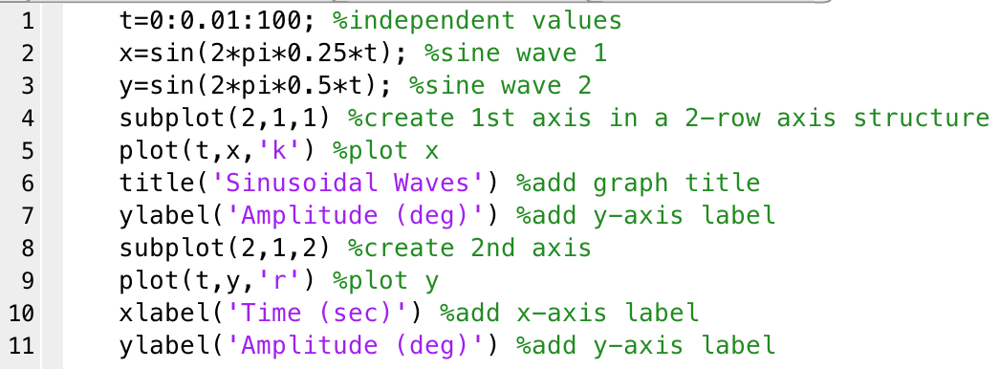 1 t=0:0.01:100; %independent values
2 x=sin(2*pi*0.25*t); %sine wave 1
3 y=sin(2*pi*0.5*t); %sine wave 2
4 subplot(2,1,1) %create 1st axis in a 2-row axis structure
5 plot(t,x,'k') %plot x
6 title('Sinusoidal Waves') %add graph title
7 ylabel('Amplitude (deg)') %add y-axis label
8 subplot(2,1,2) %create 2nd axis
9 plot(t,y,'r') %plot y
10 xlabel('Time (sec)') %add x-axis label
11 ylabel('Amplitude (deg)') %add y-axis label